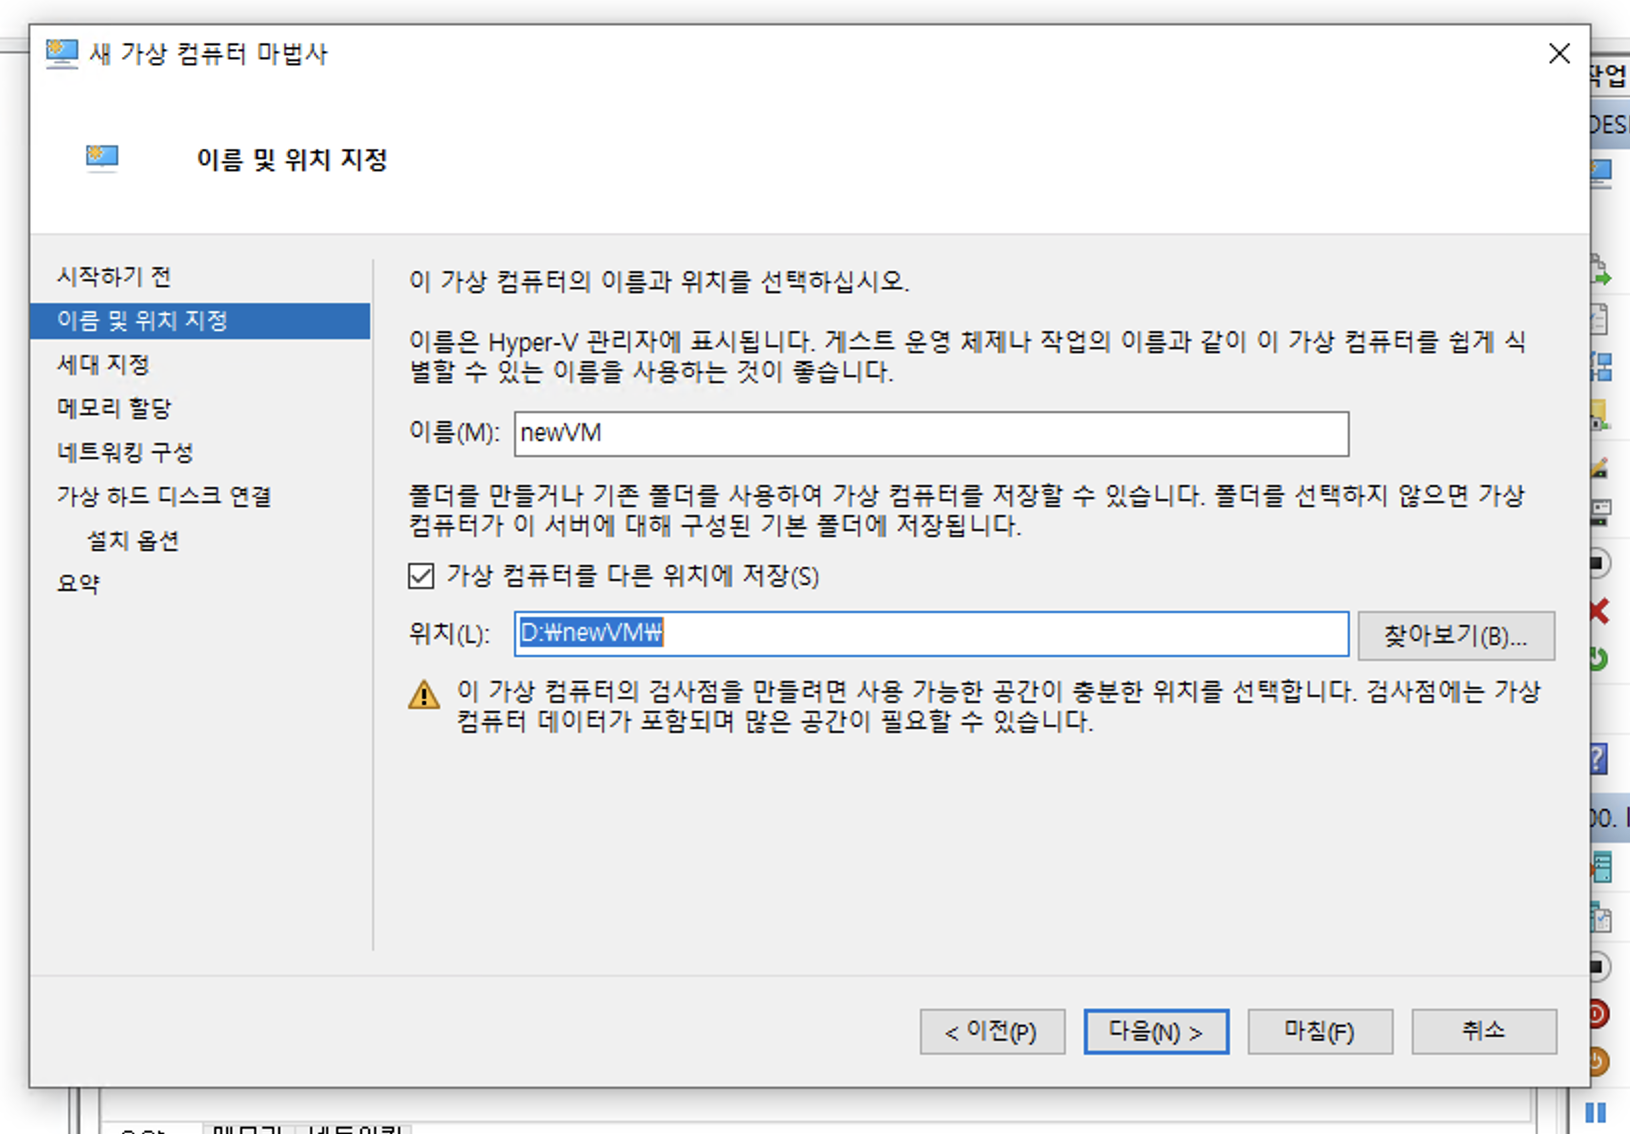 새 가상 컴퓨터 마법사
이름 및 위치 지정
시작하기 전
이름 및 위치 지정
세대 지정
메모리 할당
네트워킹 구성
가상 하드 디스크 연결
설치 옵션
요약
이 가상 컴퓨터의 이름과 위치를 선택하십시오.
이름은 Hyper-V 관리자에 표시됩니다. 게스트 운영 체제나 작업의 이름과 같이 이 가상 컴퓨터를 쉽게 식
별할 수 있는 이름을 사용하는 것이 좋습니다.
이름(M): newVM
폴더를 만들거나 기존 폴더를 사용하여 가상 컴퓨터를 저장할 수 있습니다. 폴더를 선택하지 않으면 가상
컴퓨터가 이 서버에 대해 구성된 기본 폴더에 저장됩니다.
가상 컴퓨터를 다른 위치에 저장(S)
위치(L): D:₩newVM₩ 찾아보기(B)...
이 가상 컴퓨터의 검사점을 만들려면 사용 가능한 공간이 충분한 위치를 선택합니다. 검사점에는 가상
컴퓨터 데이터가 포함되며 많은 공간이 필요할 수 있습니다.
< 이전(P) 다음(N) > 마침(F) 취소
작업